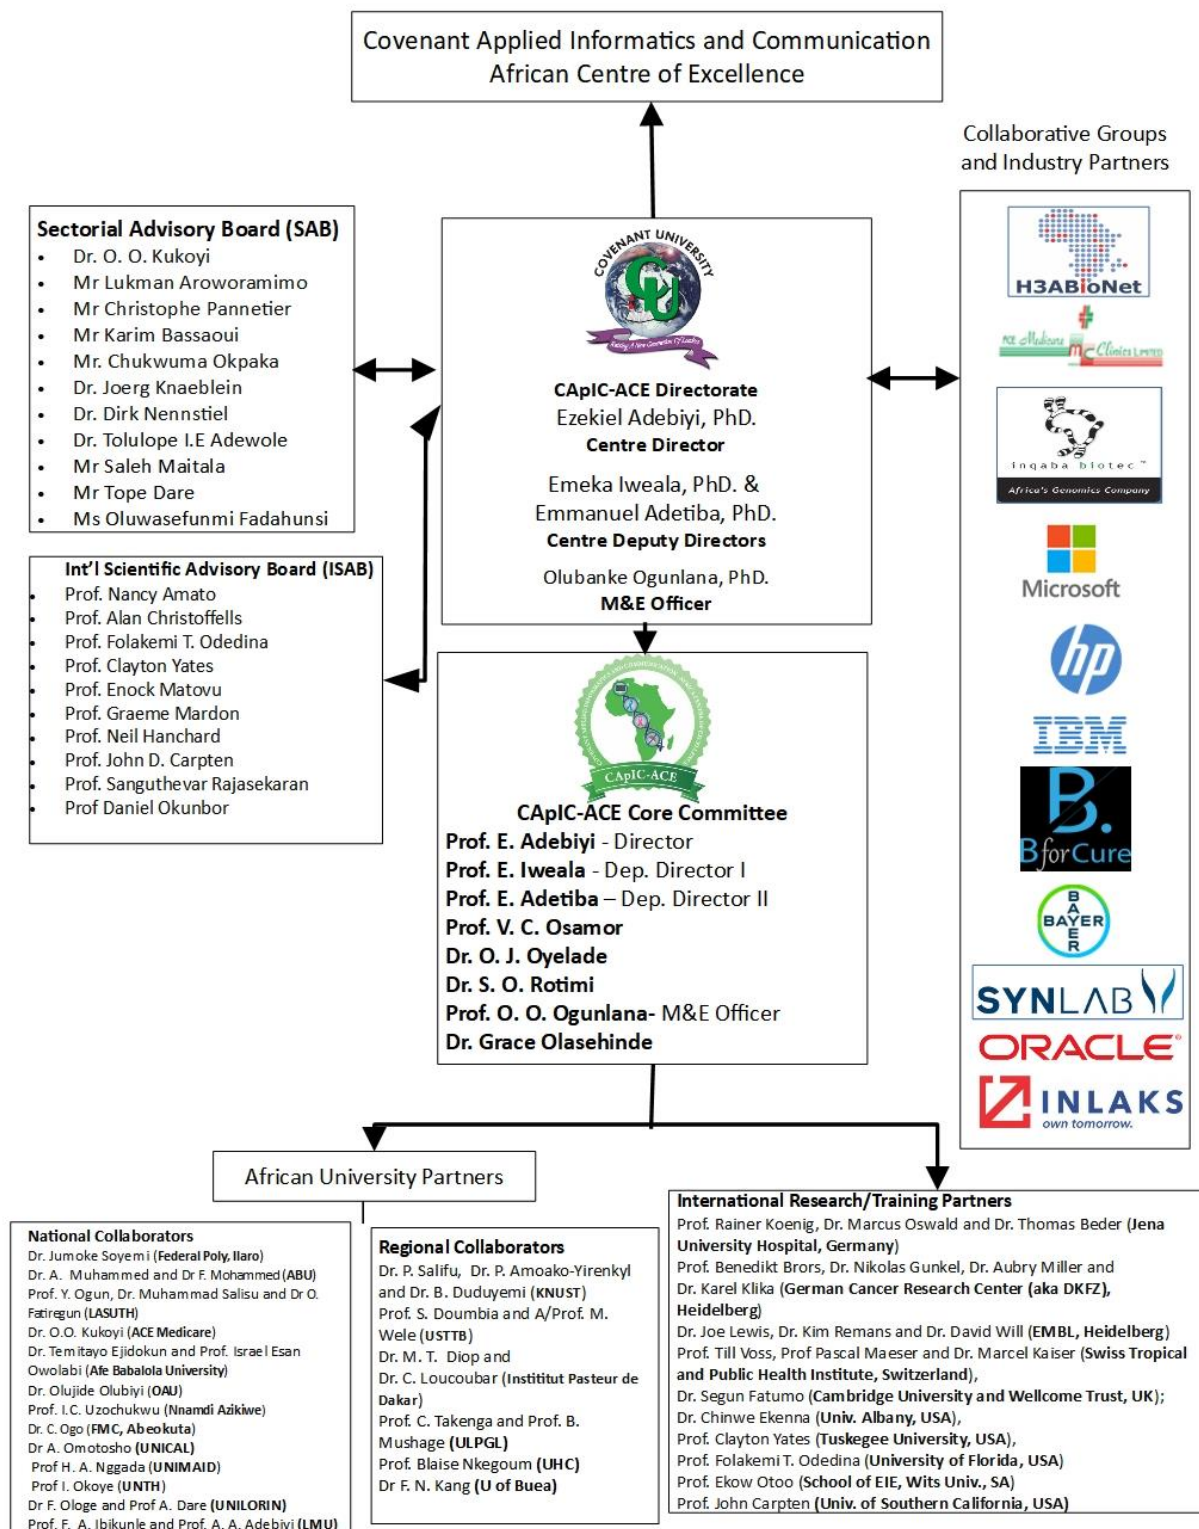 Covenant Applied Informatics and Communication
African Centre of Excellence
Collaborative Groups
and Industry Partners
Sectorial Advisory Board (SAB)
• Dr. O. O. Kukoyi
• Mr Lukman Aroworamimo
• Mr Christophe Pannetier
• Mr Karim Bassaoui
• Mr. Chukwuma Okpaka
• Dr. Joerg Knaeblein
• Dr. Dirk Nennstiel
• Dr. Tolulope I.E Adewole
• Mr Saleh Maitala
• Mr Tope Dare
• Ms Oluwasefunmi Fadahunsi
Int'l Scientific Advisory Board (ISAB)
• Prof. Nancy Amato
• Prof. Alan Christoffells
• Prof. Folakemi T. Odedina
• Prof. Clayton Yates
• Prof. Enock Matovu
• Prof. Graeme Mardon
• Prof. Neil Hanchard
• Prof. John D. Carpten
• Prof. Sanguthevar Rajasekaran
• Prof Daniel Okunbor
COVENANT UNIVERSITY
CU
Raising A New Generation Of Leaders
CApIC-ACE Directorate
Ezekiel Adebiyi, PhD.
Centre Director
Emeka Iweala, PhD. &
Emmanuel Adetiba, PhD.
Centre Deputy Directors
Olubanke Ogunlana, PhD.
M&E Officer
CApIC-ACE
CApIC-ACE Core Committee
Prof. E. Adebiyi - Director
Prof. E. Iweala - Dep. Director I
Prof. E. Adetiba – Dep. Director II
Prof. V. C. Osamor
Dr. O. J. Oyelade
Dr. S. O. Rotimi
Prof. O. O. Ogunlana- M&E Officer
Dr. Grace Olasehinde
H3ABioNet
ACE Medicare
MC Clinics LIMITED
inqaba biotec™
Africa's Genomics Company
Microsoft
hp
IBM
B.
BforCure
BAYER
BAYER
SYNLAB
ORACLE®
INLAKS
own tomorrow.
African University Partners
National Collaborators
Dr. Jumoke Soyemi (Federal Poly, Ilaro)
Dr. A. Muhammed and Dr F. Mohammed(ABU)
Prof. Y. Ogun, Dr. Muhammad Salisu and Dr O.
Fatiregun (LASUTH)
Dr. O.O. Kukoyi (ACE Medicare)
Dr. Temitayo Ejidokun and Prof. Israel Esan
Owolabi (Afe Babalola University)
Dr. Olujide Olubiyi (OAU)
Prof. I.C. Uzochukwu (Nnamdi Azikiwe)
Dr. C. Ogo (FMC, Abeokuta)
Dr A. Omotosho (UNICAL)
Prof H. A. Nggada (UNIMAID)
Prof I. Okoye (UNTH)
Dr F. Ologe and Prof A. Dare (UNILORIN)
Prof. F. A. Ibikunle and Prof. A. A. Adebiyi (LMU)
Regional Collaborators
Dr. P. Salifu, Dr. P. Amoako-Yirenkyl
and Dr. B. Duduyemi (KNUST)
Prof. S. Doumbia and A/Prof. M.
Wele (USTTB)
Dr. M. T. Diop and
Dr. C. Loucoubar (Instititut Pasteur de
Dakar)
Prof. C. Takenga and Prof. B.
Mushage (ULPGL)
Prof. Blaise Nkegoum (UHC)
Dr F. N. Kang (U of Buea)
International Research/Training Partners
Prof. Rainer Koenig, Dr. Marcus Oswald and Dr. Thomas Beder (Jena
University Hospital, Germany)
Prof. Benedikt Brors, Dr. Nikolas Gunkel, Dr. Aubry Miller and
Dr. Karel Klika (German Cancer Research Center (aka DKFZ),
Heidelberg)
Dr. Joe Lewis, Dr. Kim Remans and Dr. David Will (EMBL, Heidelberg)
Prof. Till Voss, Prof Pascal Maeser and Dr. Marcel Kaiser (Swiss Tropical
and Public Health Institute, Switzerland),
Dr. Segun Fatumo (Cambridge University and Wellcome Trust, UK);
Dr. Chinwe Ekenna (Univ. Albany, USA),
Prof. Clayton Yates (Tuskegee University, USA),
Prof. Folakemi T. Odedina (University of Florida, USA)
Prof. Ekow Otoo (School of EIE, Wits Univ., SA)
Prof. John Carpten (Univ. of Southern California, USA)